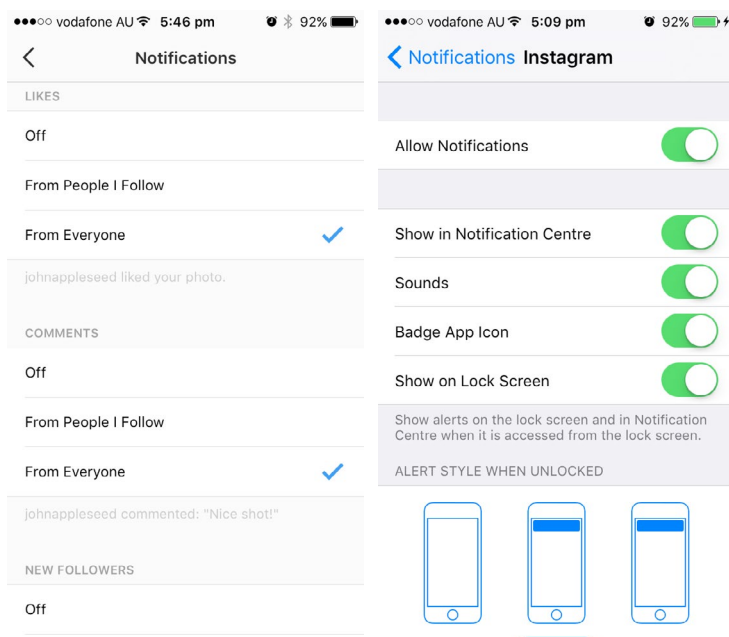 vodafone AU 5:46 pm 92%
Notifications
LIKES
Off
From People I Follow
From Everyone
johnappleseed liked your photo.
COMMENTS
Off
From People I Follow
From Everyone
johnappleseed commented: "Nice shot!"
NEW FOLLOWERS
Off
vodafone AU 5:09 pm 92%
Notifications Instagram
Allow Notifications
Show in Notification Centre
Sounds
Badge App Icon
Show on Lock Screen
Show alerts on the lock screen and in Notification
Centre when it is accessed from the lock screen.
ALERT STYLE WHEN UNLOCKED